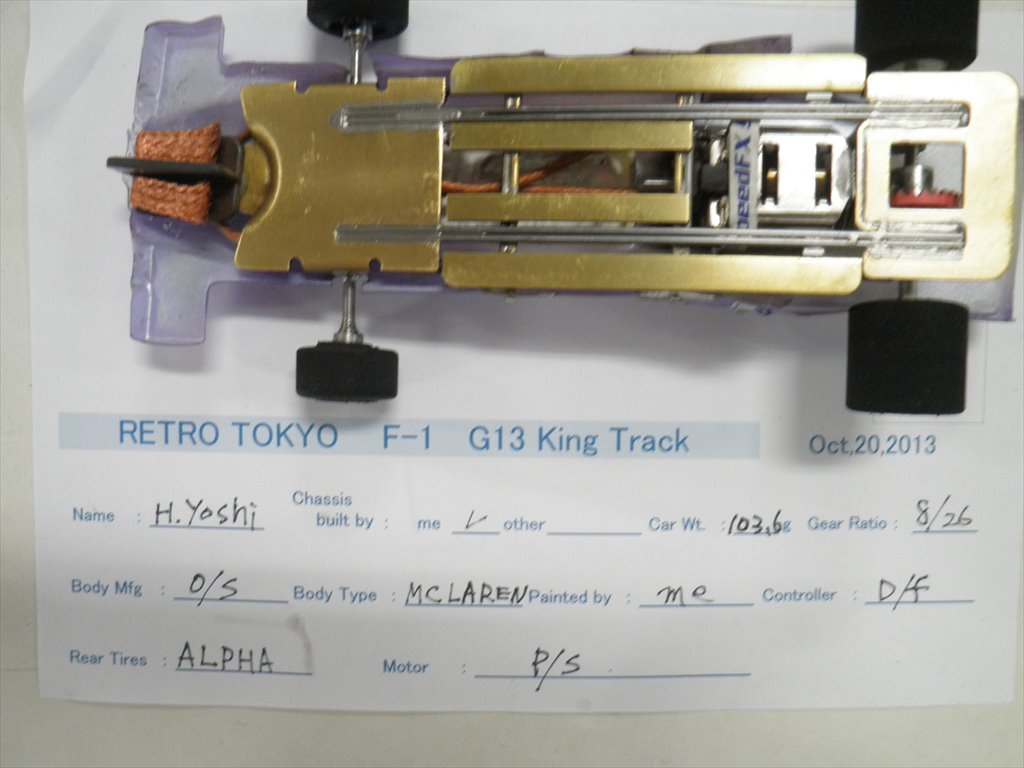 peedFX
RETRO TOKYO F-1 G13 King Track Oct,20,2013
Name : H.Yoshi Chassis built by : me ✓ other Car Wt. : 103.6g Gear Ratio : 8/26
Body Mfg : O/S Body Type : MCLAREN Painted by : me Controller : D/f
Rear Tires : ALPHA Motor : P/S